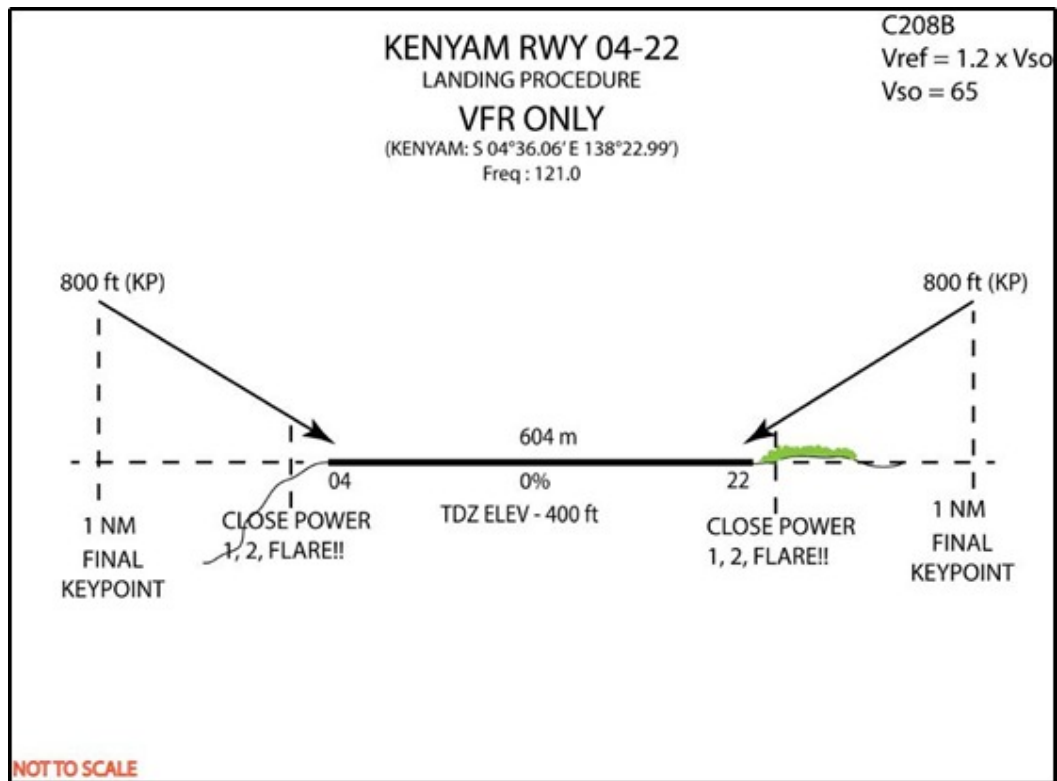 KENYAM RWY 04-22
LANDING PROCEDURE
VFR ONLY
(KENYAM: S 04°36.06' E 138°22.99')
Freq : 121.0
C208B
Vref = 1.2 x Vso
Vso = 65
800 ft (KP)
800 ft (KP)
604 m
04
0%
22
TDZ ELEV - 400 ft
1 NM
FINAL
KEYPOINT
CLOSE POWER
1, 2, FLARE!!
CLOSE POWER
1, 2, FLARE!!
1 NM
FINAL
KEYPOINT
NOT TO SCALE